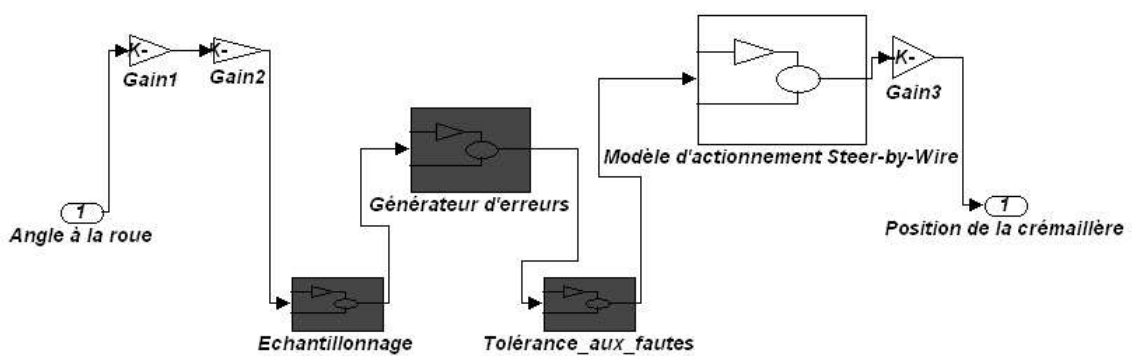 1
Angle à la roue
K-
Gain1
K-
Gain2
Echantillonnage
Générateur d'erreurs
Tolérance_aux_fautes
Modèle d'actionnement Steer-by-Wire
K-
Gain3
1
Position de la crémaillère